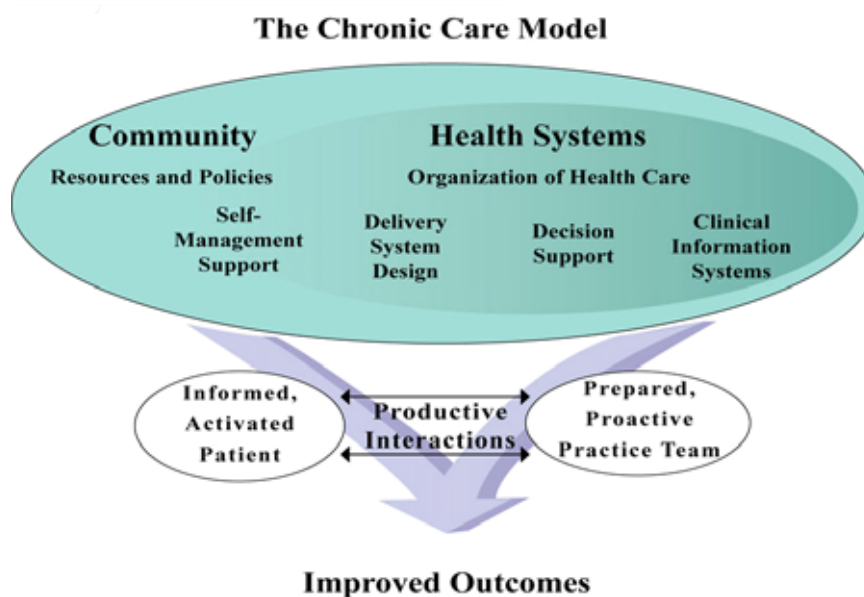 The Chronic Care Model
Community
Resources and Policies
Health Systems
Organization of Health Care
Self-
Management
Support
Delivery
System
Design
Decision
Support
Clinical
Information
Systems
Informed,
Activated
Patient
Productive
Interactions
Prepared,
Proactive
Practice Team
Improved Outcomes